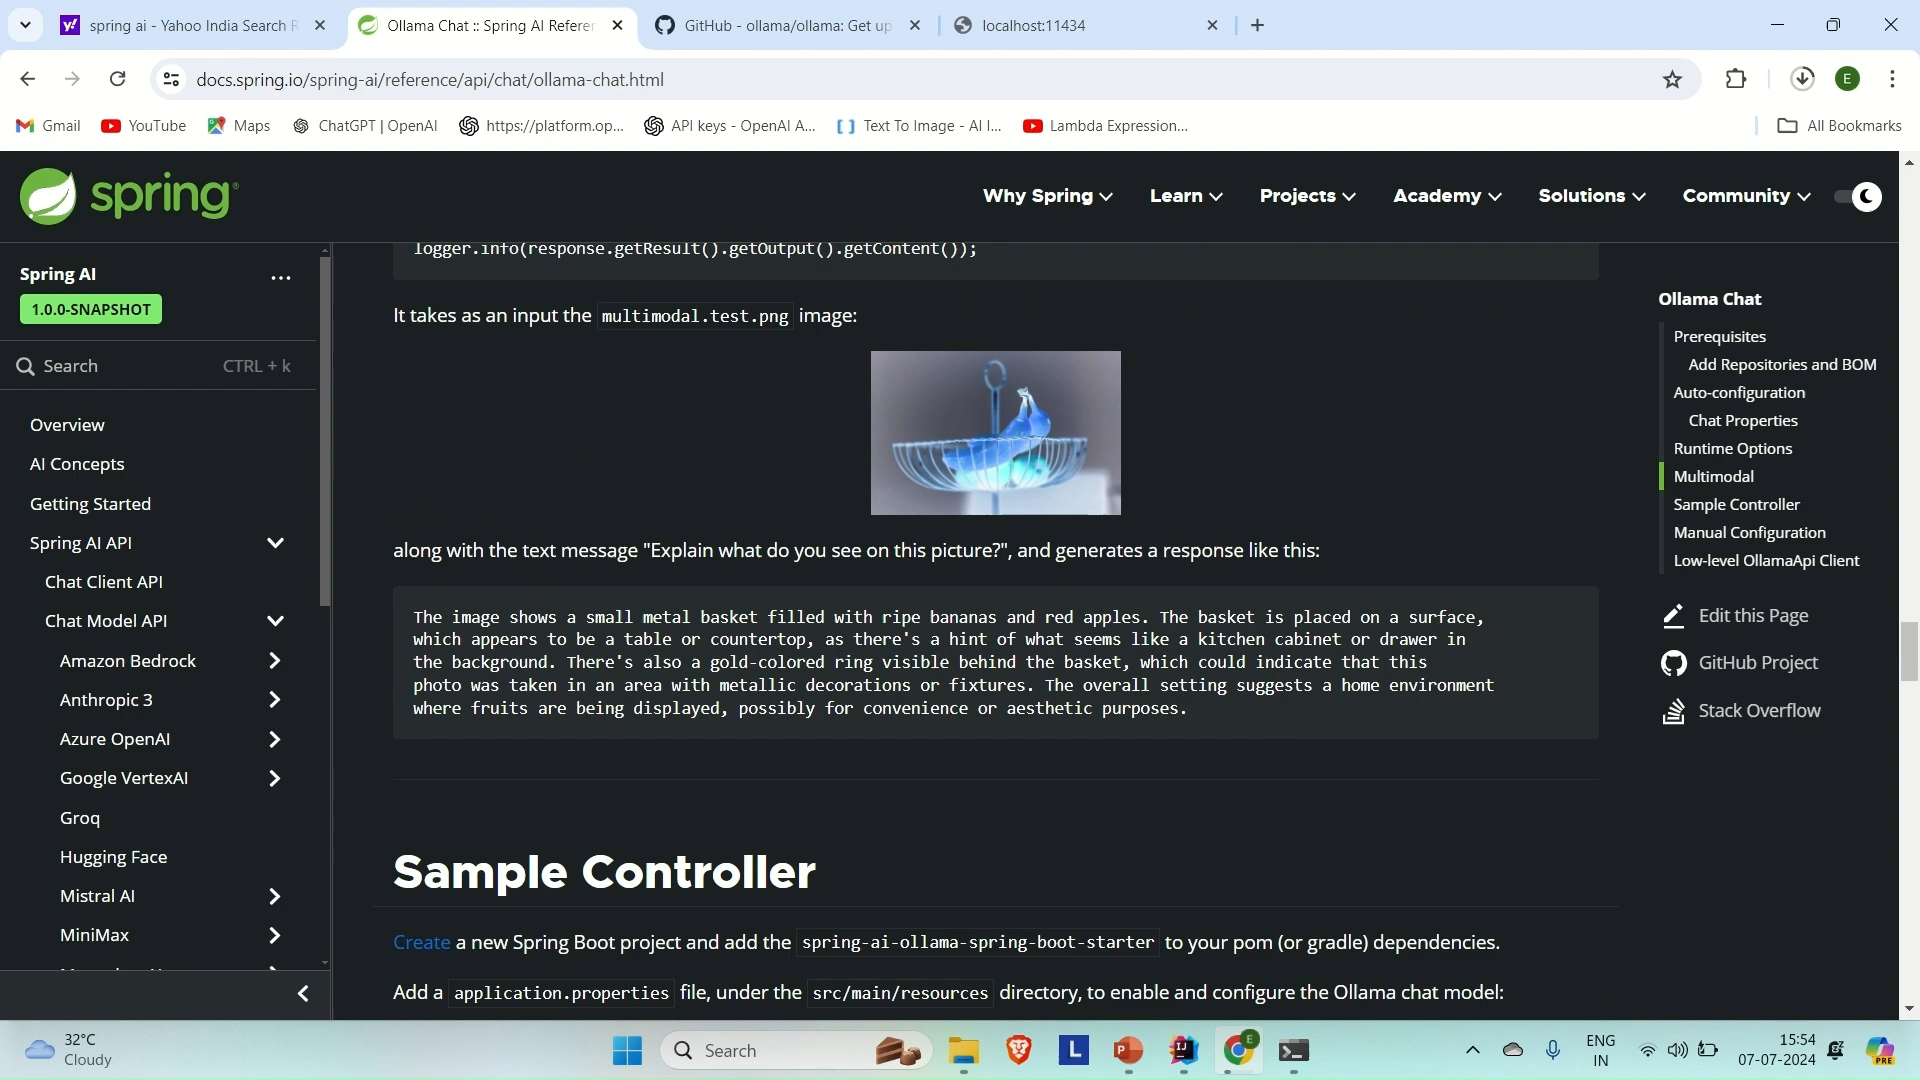 spring ai - Yahoo India Search R
Ollama Chat :: Spring AI Referen
GitHub - ollama/ollama: Get up
localhost:11434
docs.spring.io/spring-ai/reference/api/chat/ollama-chat.html
E
Gmail
YouTube
Maps
ChatGPT | OpenAI
https://platform.op...
API keys - OpenAI A...
Text To Image - AI I...
Lambda Expression...
All Bookmarks
spring
Why Spring
Learn
Projects
Academy
Solutions
Community
Spring AI
1.0.0-SNAPSHOT
Search CTRL + k
Overview
AI Concepts
Getting Started
Spring AI API
Chat Client API
Chat Model API
Amazon Bedrock
Anthropic 3
Azure OpenAI
Google VertexAI
Groq
Hugging Face
Mistral AI
MiniMax
logger.info(response.getResult().getOutput().getContent());
It takes as an input the multimodal.test.png image:
along with the text message "Explain what do you see on this picture?", and generates a response like this:
The image shows a small metal basket filled with ripe bananas and red apples. The basket is placed on a surface,
which appears to be a table or countertop, as there's a hint of what seems like a kitchen cabinet or drawer in
the background. There's also a gold-colored ring visible behind the basket, which could indicate that this
photo was taken in an area with metallic decorations or fixtures. The overall setting suggests a home environment
where fruits are being displayed, possibly for convenience or aesthetic purposes.
Sample Controller
Create a new Spring Boot project and add the spring-ai-ollama-spring-boot-starter to your pom (or gradle) dependencies.
Add a application.properties file, under the src/main/resources directory, to enable and configure the Ollama chat model:
Ollama Chat
Prerequisites
Add Repositories and BOM
Auto-configuration
Chat Properties
Runtime Options
Multimodal
Sample Controller
Manual Configuration
Low-level OllamaApi Client
Edit this Page
GitHub Project
Stack Overflow
32°C
Cloudy
Search
ENG
IN
15:54
07-07-2024